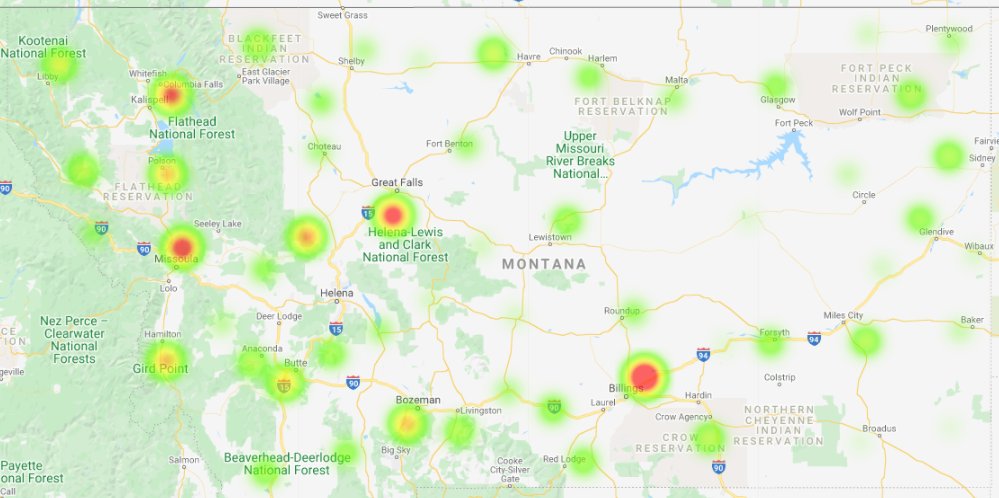 Sweet Grass
Kootenai
National Forest
Libby
Whitefish
Columbia Falls
Kalispell
BLACKFEET
INDIAN
RESERVATION
East Glacier
Park Village
Shelby
Havre
Chinook
Harlem
Malta
Plentywood
FORT PECK
INDIAN
RESERVATION
Glasgow
Wolf Point
Fort Peck
FORT BELKNAP
RESERVATION
Flathead
National Forest
Choteau
Fort Benton
Upper
Missouri
River Breaks
National...
Fairvie
Sidney
Polson
FLATHEAD
RESERVATION
90
Great Falls
15
Circle
Seeley Lake
90
90
Missoula
Lolo
Helena-Lewis
and Clark
National Forest
Lewistown
MONTANA
Glendive
Wibaux
Helena
Nez Perce -
Clearwater
National
Forests
CE
ION
Deer Lodge
15
Roundup
Miles City
Baker
Hamilton
Gird Point
geville
Anaconda
Butte
15
90
Forsyth
94
94
Colstrip
Billings
Laurel
Hardin
Bozeman
Livingston
90
Crow Agency
CROW
RESERVATION
NORTHERN
CHEYENNE
INDIAN
RESERVATION
Broadus
Big Sky
Beaverhead-Deerlodge
National Forest
Salmon
Payette
onal Forest
Call
Cooke
City-Silver
Gate
Red Lodge
90